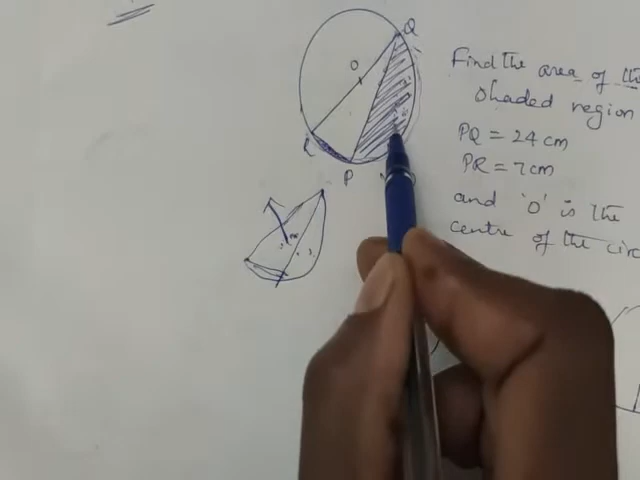 Q
O
R
P
Find the area of the
shaded region
PQ = 24 cm
PR = 7 cm
and 'O' is the
centre of the